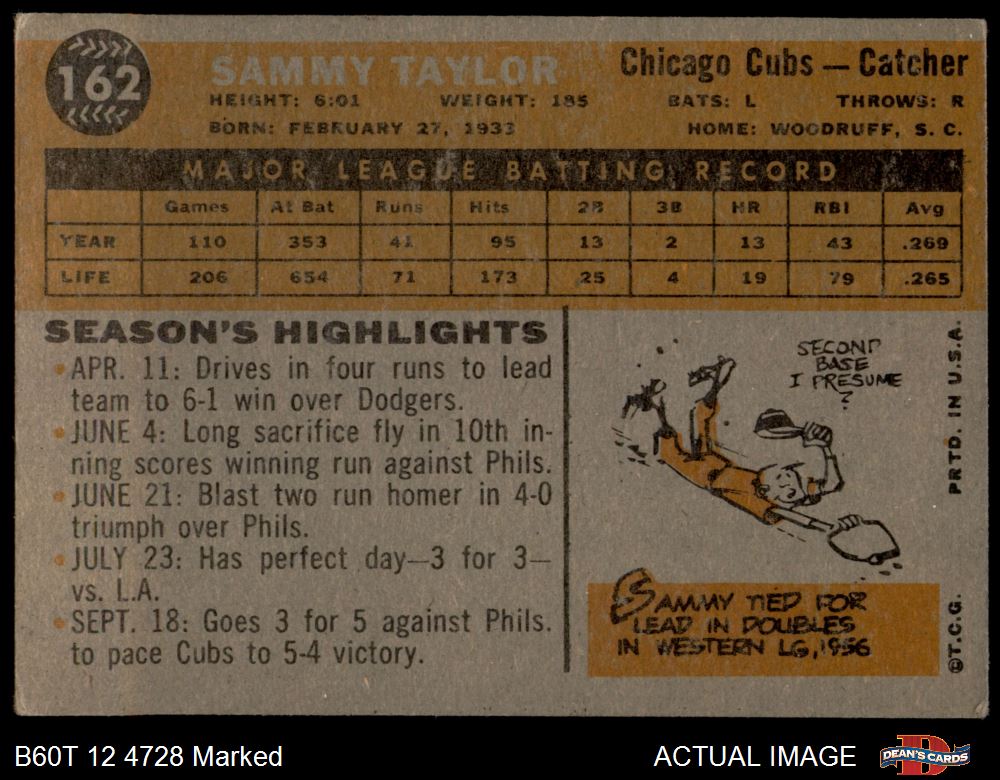 162
SAMMY TAYLOR
Chicago Cubs — Catcher
HEIGHT: 6:01 WEIGHT: 185 BATS: L THROWS: R
BORN: FEBRUARY 27, 1933 HOME: WOODRUFF, S. C.
MAJOR LEAGUE BATTING RECORD
Games At Bat Runs Hits 2B 3B HR RBI Avg
YEAR 110 353 41 95 13 2 13 43 .269
LIFE 206 654 71 173 25 4 19 79 .265
SEASON'S HIGHLIGHTS
•APR. 11: Drives in four runs to lead
team to 6-1 win over Dodgers.
•JUNE 4: Long sacrifice fly in 10th in-
ning scores winning run against Phils.
•JUNE 21: Blast two run homer in 4-0
triumph over Phils.
•JULY 23: Has perfect day—3 for 3—
vs. L.A.
•SEPT. 18: Goes 3 for 5 against Phils.
to pace Cubs to 5-4 victory.
SECOND
BASE
I PRESUME
?
SAMMY TIED FOR
LEAD IN DOUBLES
IN WESTERN LG, 1956
©T.C.G. PRTD. IN U.S.A.
B60T 12 4728 Marked
ACTUAL IMAGE
D
DEAN'S CARDS